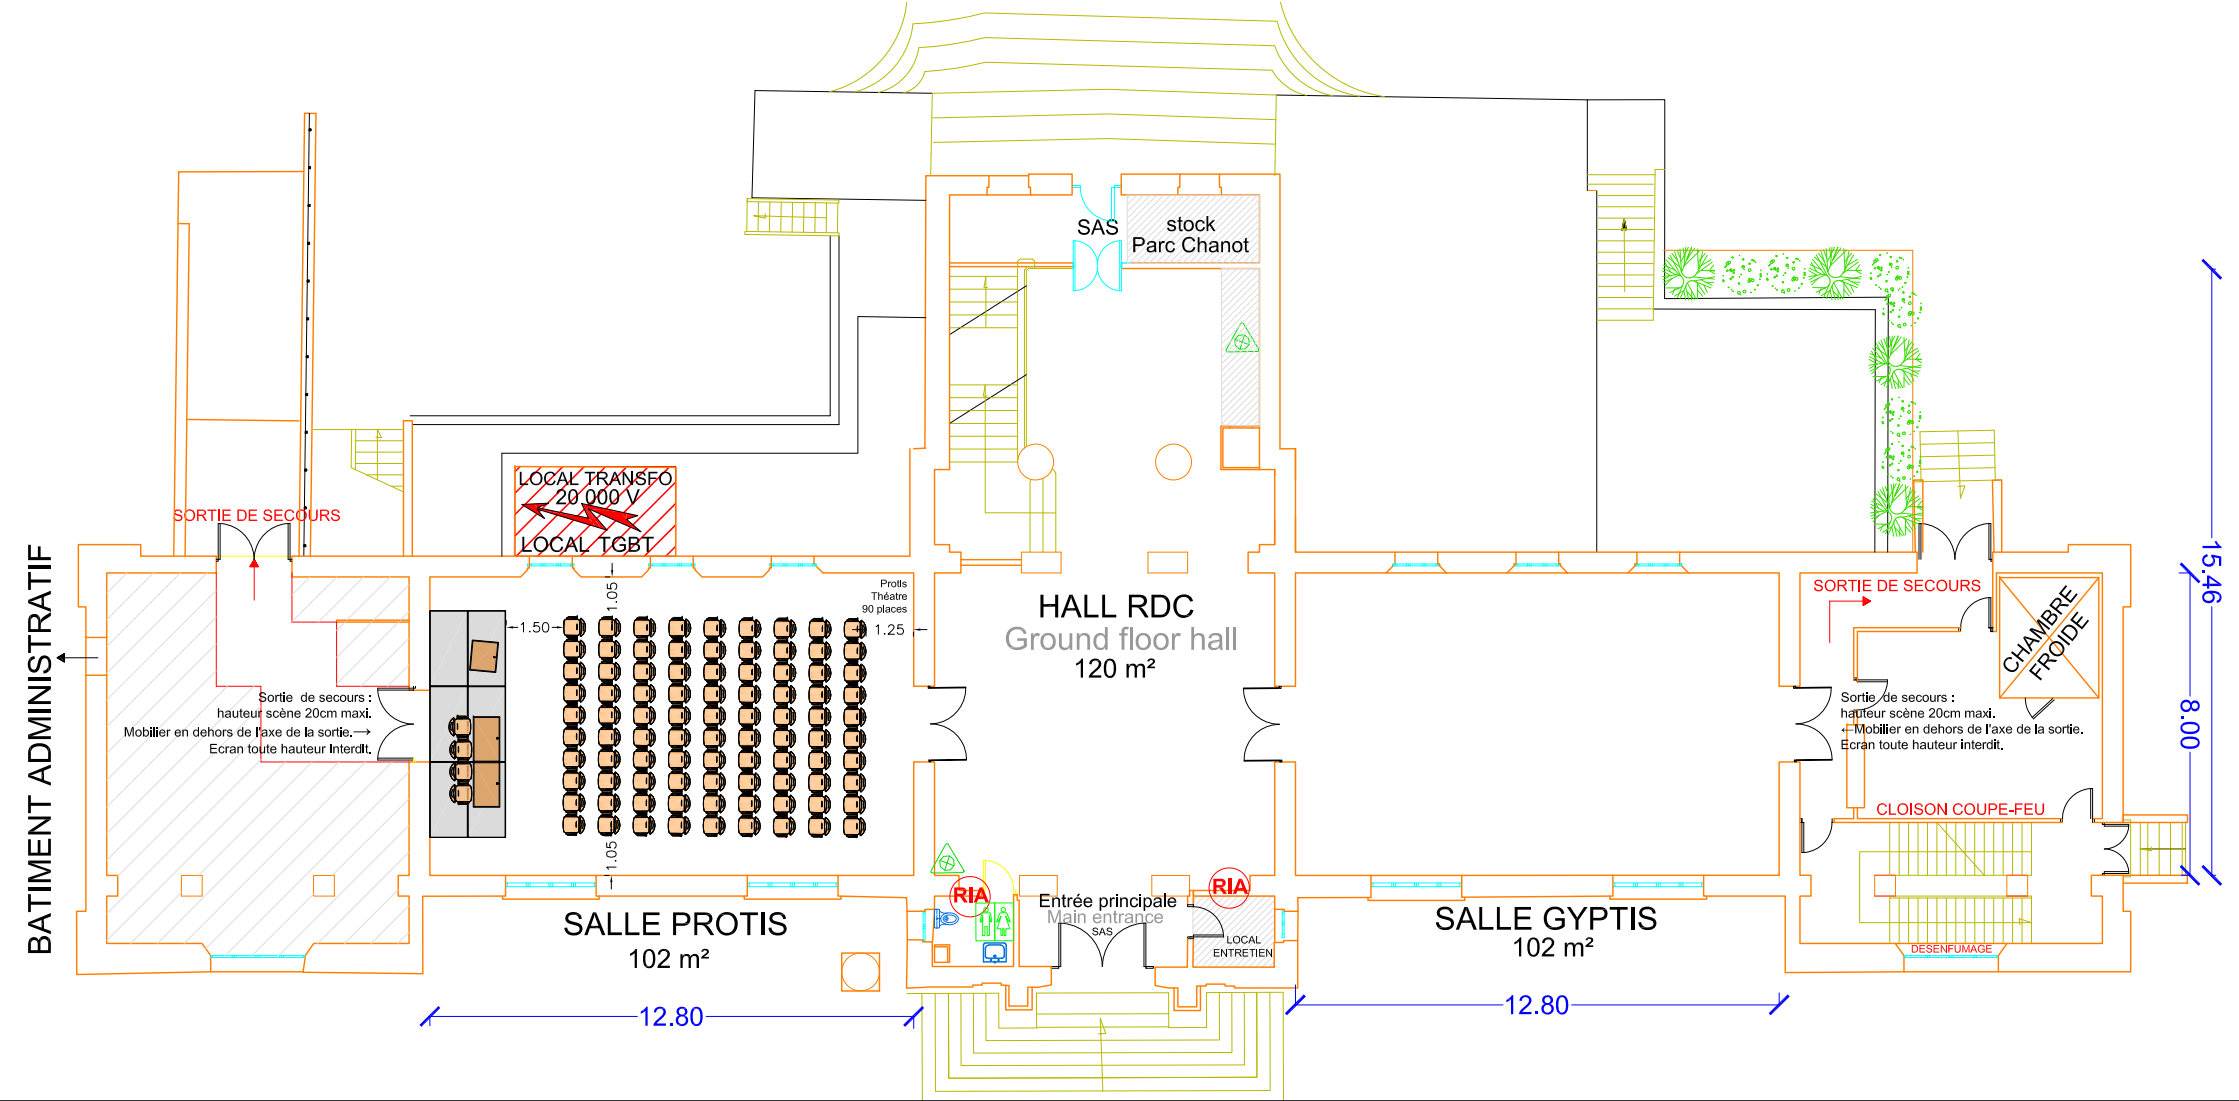 SAS
stock
Parc Chanot
LOCAL TRANSFO
20 000 V
LOCAL TGBT
SORTIE DE SECOURS
BATIMENT ADMINISTRATIF
Sortie de secours :
hauteur scène 20cm maxi.
Mobilier en dehors de l'axe de la sortie.→
Ecran toute hauteur interdit.
1.50
1.05
1.05
Protis
Théatre
90 places
1.25
HALL RDC
Ground floor hall
120 m²
SORTIE DE SECOURS
CHAMBRE
FROIDE
Sortie de secours :
hauteur scène 20cm maxi.
←Mobilier en dehors de l'axe de la sortie.
Ecran toute hauteur interdit.
CLOISON COUPE-FEU
15.46
8.00
RIA
RIA
Entrée principale
Main entrance
SAS
LOCAL
ENTRETIEN
SALLE PROTIS
102 m²
SALLE GYPTIS
102 m²
DESENFUMAGE
12.80
12.80